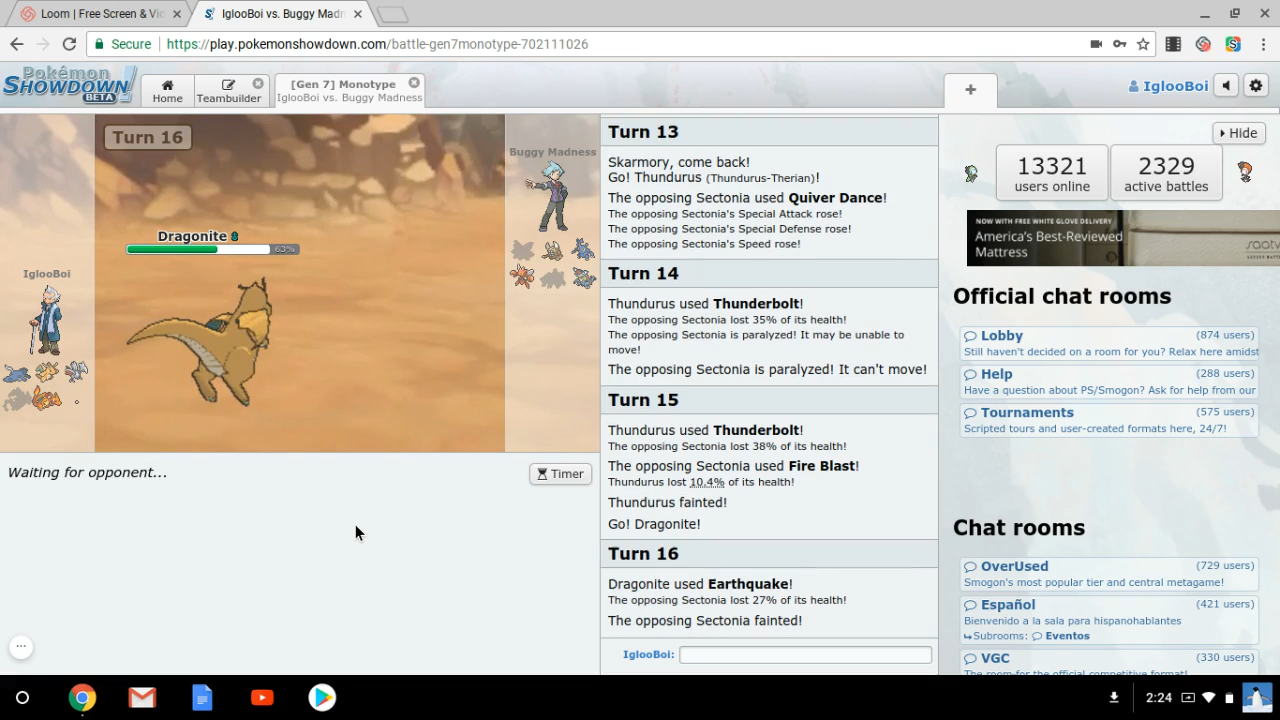 Loom | Free Screen & Vic
IglooBoi vs. Buggy Madn
Secure
https://play.pokemonshowdown.com/battle-gen7monotype-702111026
Pokémon
SHOWDOWN!
BETA
Home
Teambuilder
[Gen 7] Monotype
IglooBoi vs. Buggy Madness
+
IglooBoi
Turn 16
Buggy Madness
Dragonite
63%
IglooBoi
Waiting for opponent...
Timer
Turn 13
Skarmory, come back!
Go! Thundurus (Thundurus-Therian)!
The opposing Sectonia used Quiver Dance!
The opposing Sectonia's Special Attack rose!
The opposing Sectonia's Special Defense rose!
The opposing Sectonia's Speed rose!
Turn 14
Thundurus used Thunderbolt!
The opposing Sectonia lost 35% of its health!
The opposing Sectonia is paralyzed! It may be unable to
move!
The opposing Sectonia is paralyzed! It can't move!
Turn 15
Thundurus used Thunderbolt!
The opposing Sectonia lost 38% of its health!
The opposing Sectonia used Fire Blast!
Thundurus lost 10.4% of its health!
Thundurus fainted!
Go! Dragonite!
Turn 16
Dragonite used Earthquake!
The opposing Sectonia lost 27% of its health!
The opposing Sectonia fainted!
IglooBoi:
Hide
13321
users online
2329
active battles
NOW WITH FREE WHITE GLOVE DELIVERY
America's Best-Reviewed
Mattress
saatv
Official chat rooms
Lobby (874 users)
Still haven't decided on a room for you? Relax here amidst
Help (288 users)
Have a question about PS/Smogon? Ask for help from our
Tournaments (575 users)
Scripted tours and user-created formats here, 24/7!
Chat rooms
OverUsed (729 users)
Smogon's most popular tier and central metagame!
Español (421 users)
Bienvenido a la sala para hispanohablantes
Subrooms: Eventos
VGC (330 users)
The room for the official competitive format!
2:24